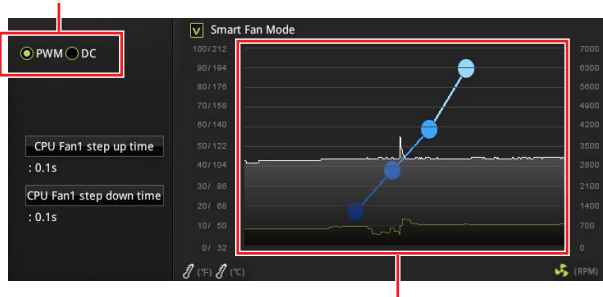 V Smart Fan Mode
PWM DC
100/212
90/194
80/176
70/158
60/140
50/122
40/104
30/ 86
20/ 68
10/ 50
0/ 32
7000
6300
5600
4900
4200
3500
2800
2100
1400
700
0
CPU Fan1 step up time
: 0.1s
CPU Fan1 step down time
: 0.1s
(°F) (°C)
(RPM)